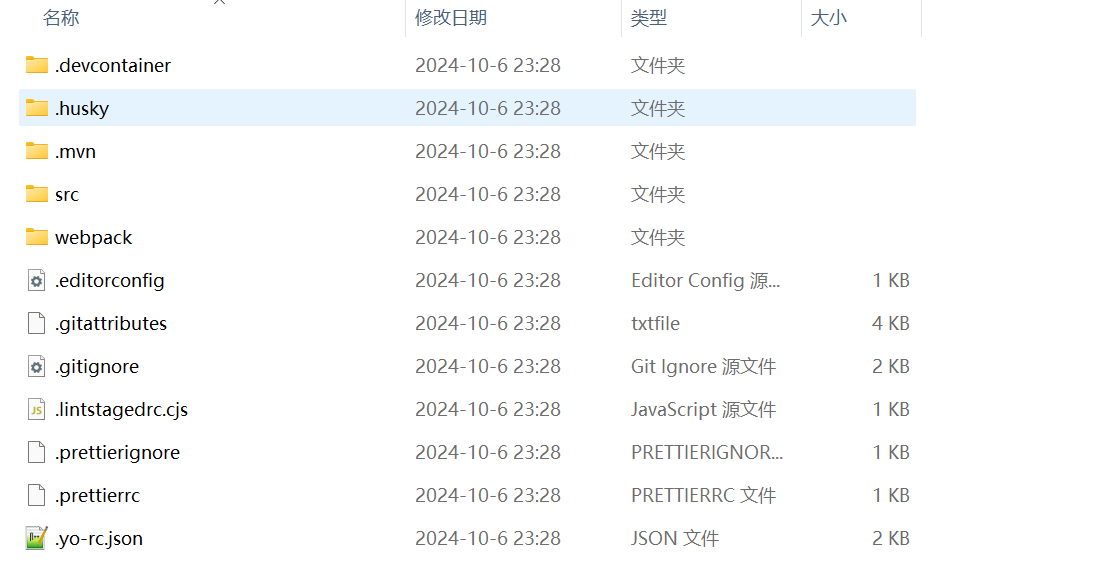 名称 修改日期 类型 大小
.devcontainer 2024-10-6 23:28 文件夹
.husky 2024-10-6 23:28 文件夹
.mvn 2024-10-6 23:28 文件夹
src 2024-10-6 23:28 文件夹
webpack 2024-10-6 23:28 文件夹
.editorconfig 2024-10-6 23:28 Editor Config 源... 1 KB
.gitattributes 2024-10-6 23:28 txtfile 4 KB
.gitignore 2024-10-6 23:28 Git Ignore 源文件 2 KB
JS .lintstagedrc.cjs 2024-10-6 23:28 JavaScript 源文件 1 KB
.prettierignore 2024-10-6 23:28 PRETTIERIGNOR... 1 KB
.prettierrc 2024-10-6 23:28 PRETTIERRC 文件 1 KB
.yo-rc.json 2024-10-6 23:28 JSON 文件 2 KB